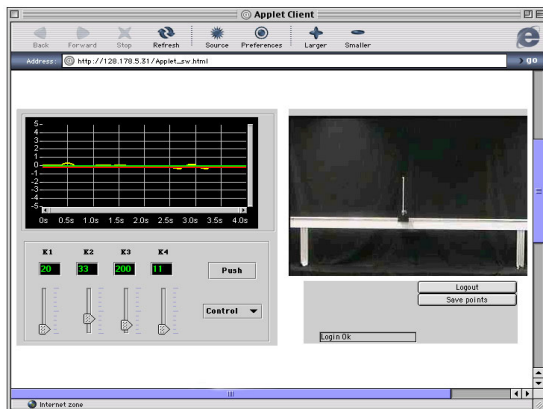 Applet Client
Back Forward Stop Refresh Source Preferences Larger Smaller
Address: http://128.178.5.31/Applet_sw.html go
5
4
3
2
1
0
-1
-2
-3
-4
-5
0s 0.5s 1.0s 1.5s 2.0s 2.5s 3.0s 3.5s 4.0s
K1 K2 K3 K4
20 33 200 11 Push
Control
Logout
Save points
Login Ok
Internet zone